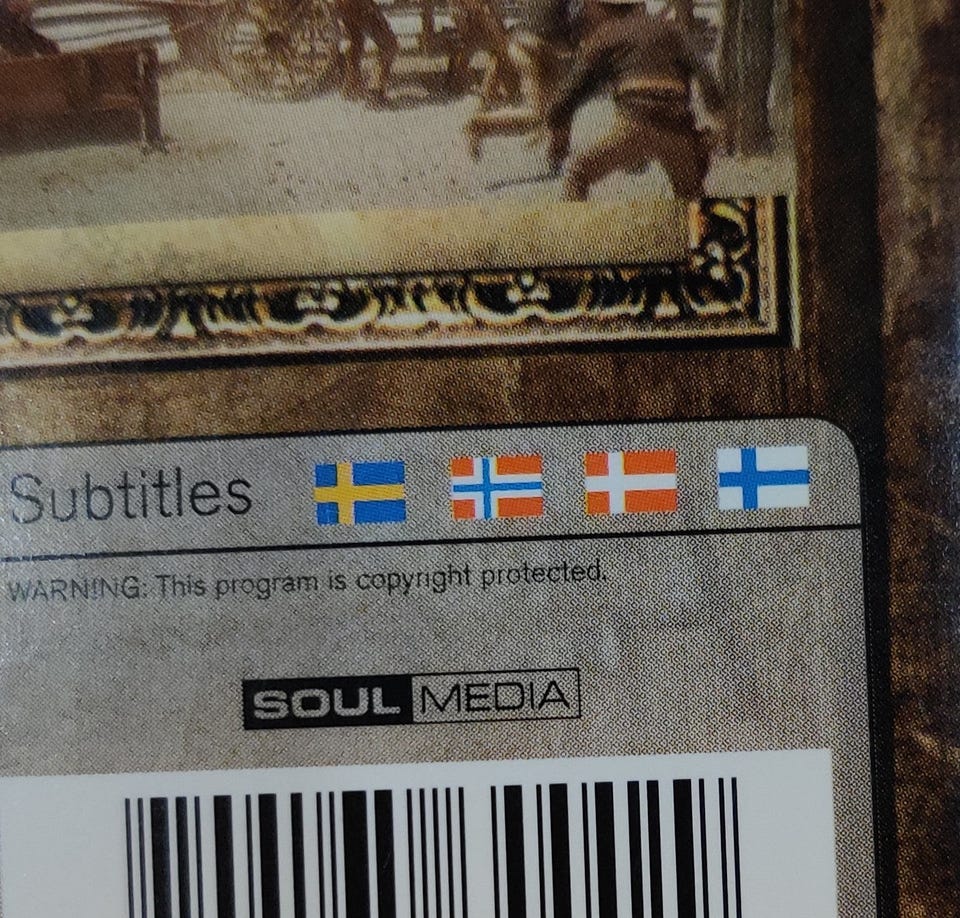 Subtitles
WARNING: This program is copyright protected.
SOUL MEDIA